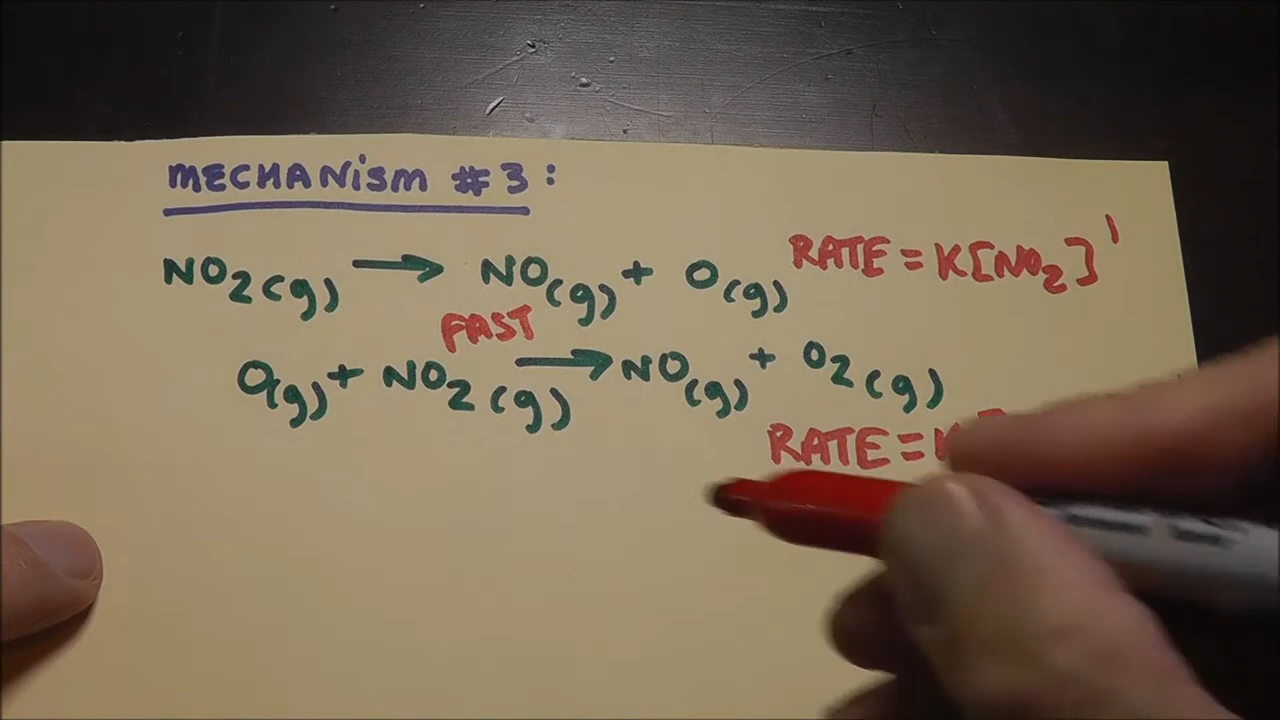 MECHANiSM #3:
NO2(g) → NO(g) + O(g) RATE = K[NO2]1
FAST
O(g) + NO2(g) → NO(g) + O2(g)
RATE = K